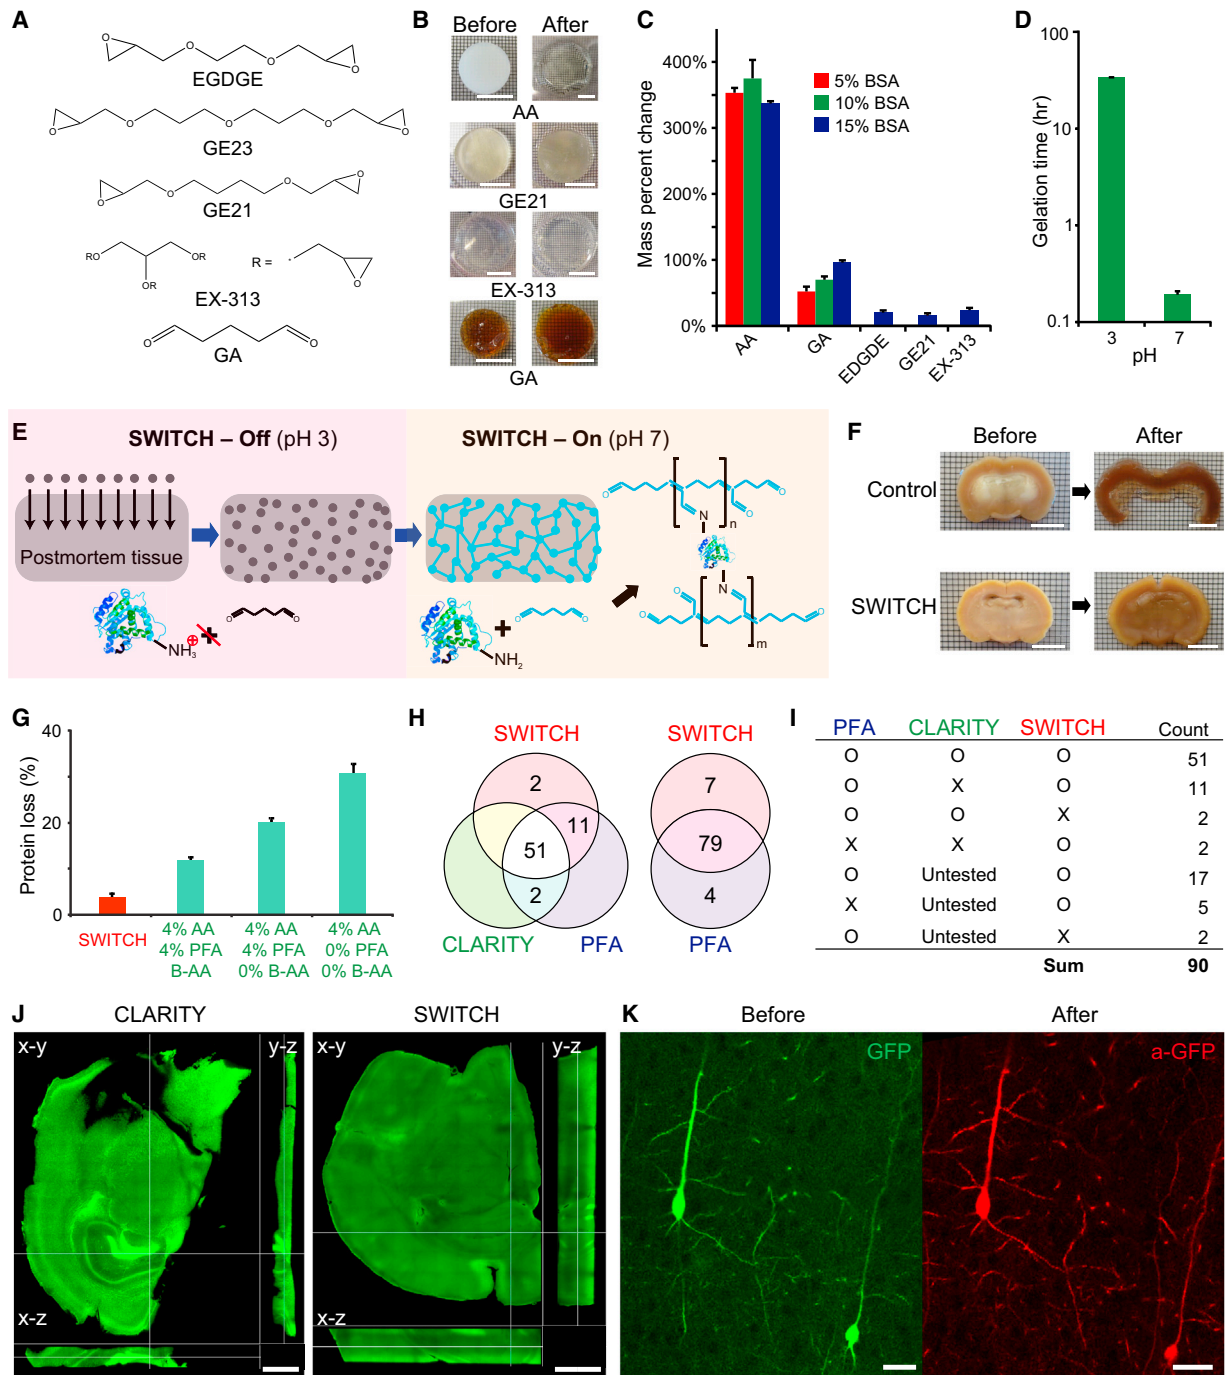 A
EGDGE
GE23
GE21
RO
OR
OR
R =
EX-313
GA
B
Before After
AA
GE21
EX-313
GA
C
Mass percent change
400%
300%
200%
100%
0%
5% BSA
10% BSA
15% BSA
AA
GA
EDGDE
GE21
EX-313
D
Gelation time (hr)
100
10
1
0.1
3 7
pH
E
SWITCH – Off (pH 3)
SWITCH – On (pH 7)
Postmortem tissue
NH3
NH2
N
n
N
m
F
Before After
Control
SWITCH
G
Protein loss (%)
40
20
0
SWITCH
4% AA
4% PFA
B-AA
4% AA
4% PFA
0% B-AA
4% AA
0% PFA
0% B-AA
H
SWITCH
2
11
51
2
CLARITY
PFA
SWITCH
7
79
4
PFA
I
PFA CLARITY SWITCH Count
O O O 51
O X O 11
O O X 2
X X O 2
O Untested O 17
X Untested O 5
O Untested X 2
Sum 90
J
CLARITY
SWITCH
x-y
y-z
x-z
x-y
y-z
x-z
K
Before
After
GFP
a-GFP